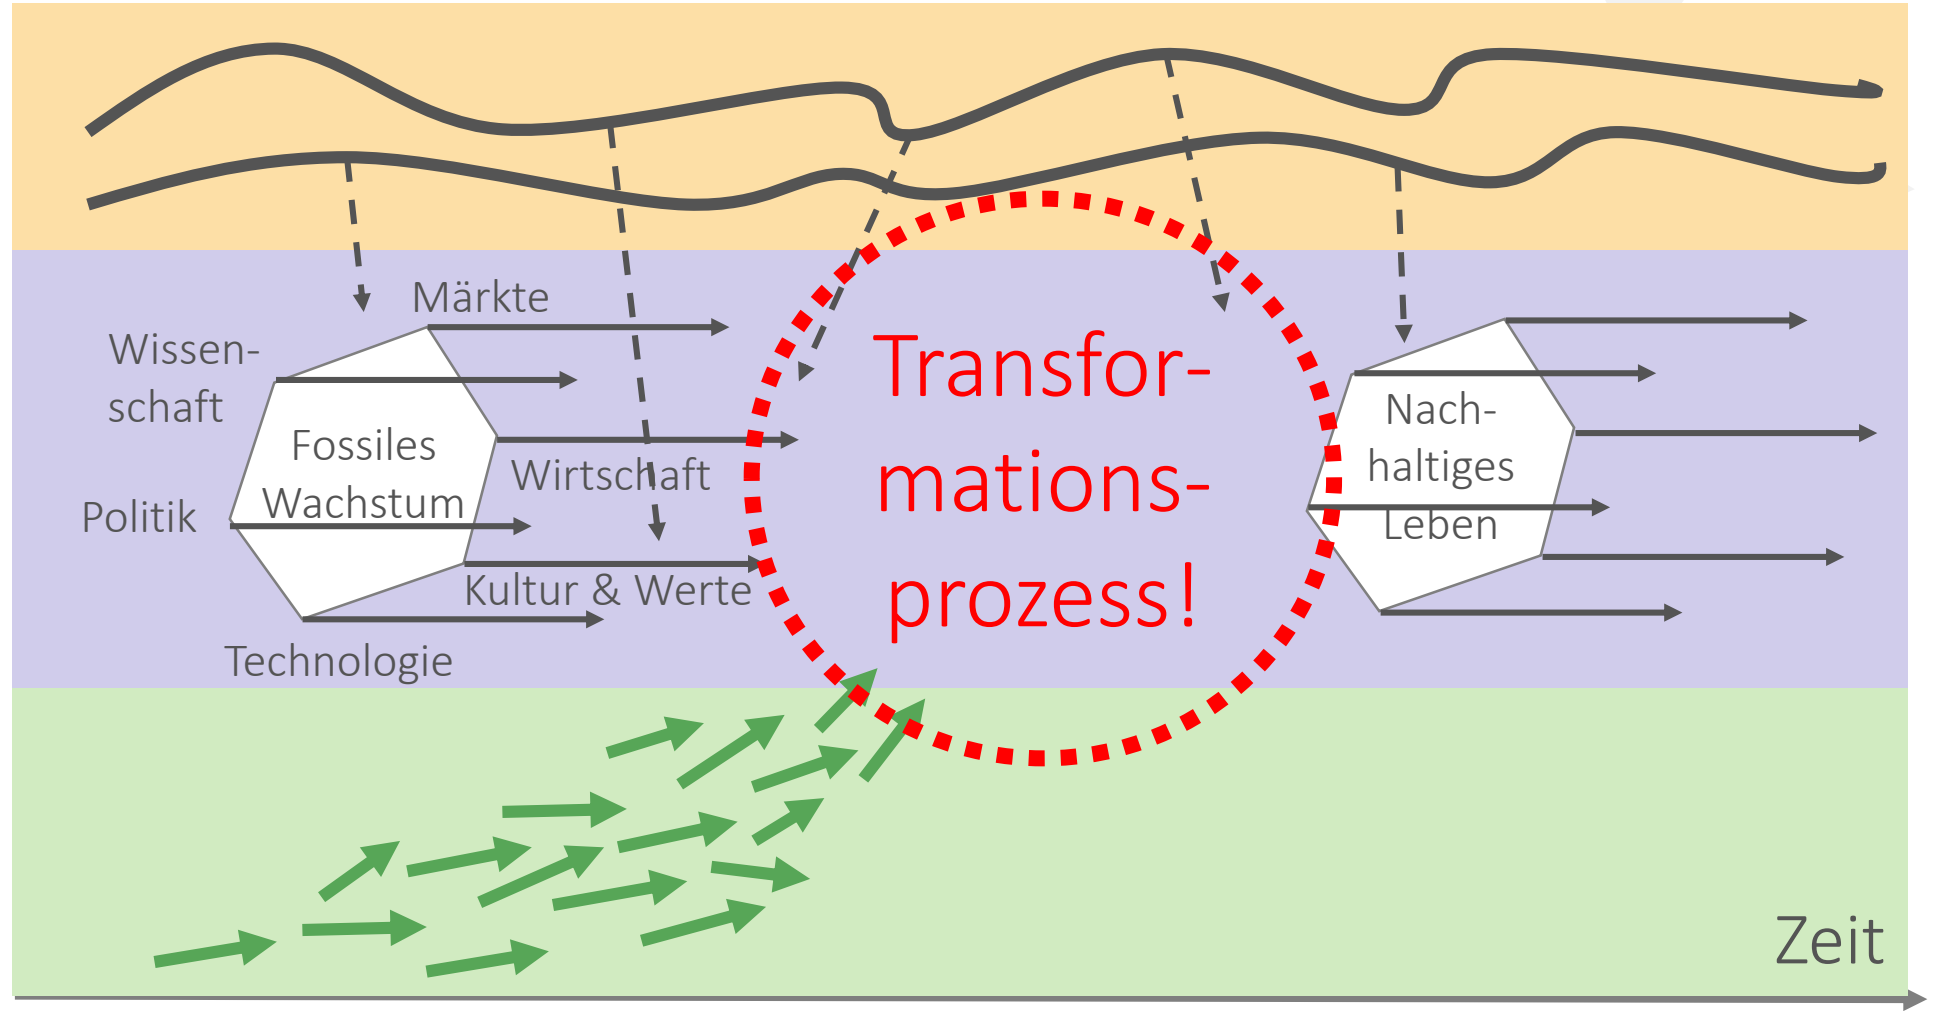 Märkte
Wissen-
schaft
Fossiles
Wachstum
Wirtschaft
Politik
Kultur & Werte
Technologie
Transfor-
mations-
prozess!
Nach-
haltiges
Leben
Zeit